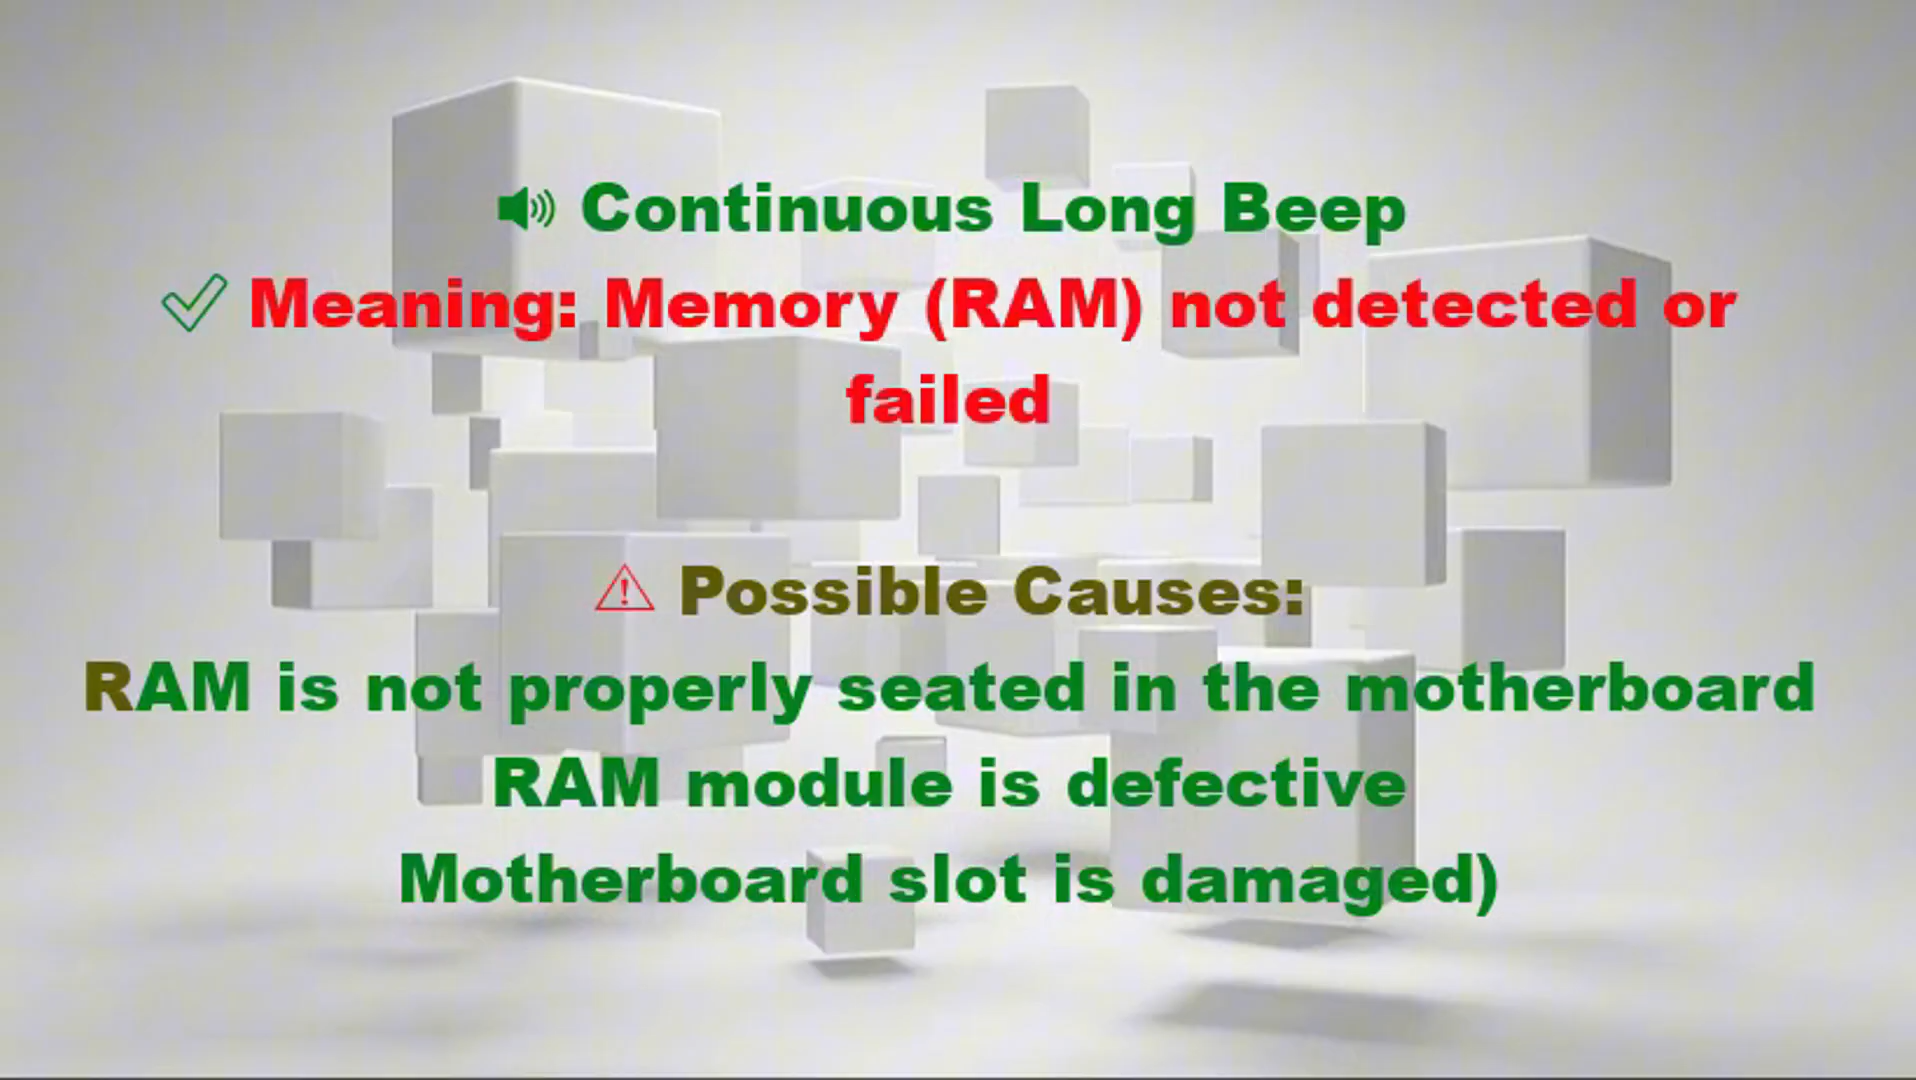 🔊 Continuous Long Beep
✅ Meaning: Memory (RAM) not detected or
failed
⚠ Possible Causes:
RAM is not properly seated in the motherboard
RAM module is defective
Motherboard slot is damaged)